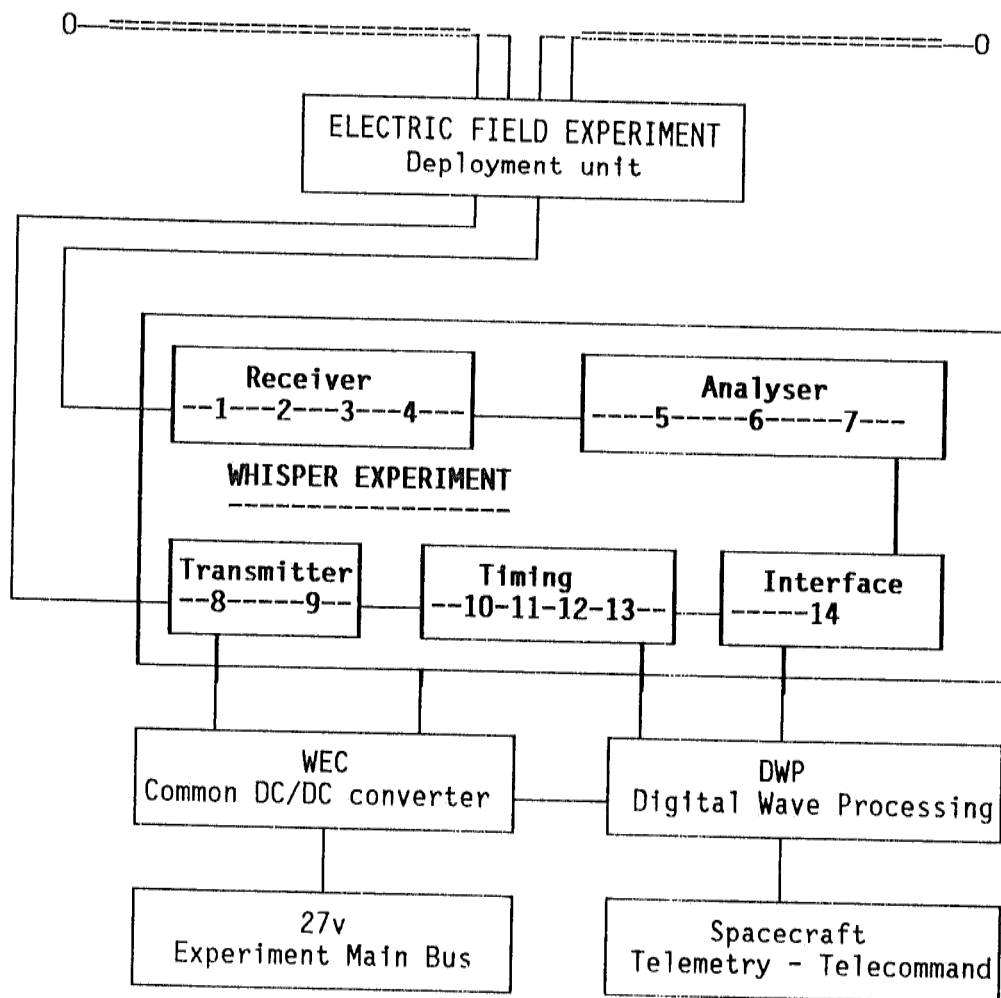 0—==================== ====================—0
ELECTRIC FIELD EXPERIMENT
Deployment unit
Receiver
--1---2---3---4---
Analyser
----5-----6-----7---
WHISPER EXPERIMENT
------------------
Transmitter
--8-----9--
Timing
--10-11-12-13--
Interface
-----14
WEC
Common DC/DC converter
DWP
Digital Wave Processing
27v
Experiment Main Bus
Spacecraft
Telemetry - Telecommand